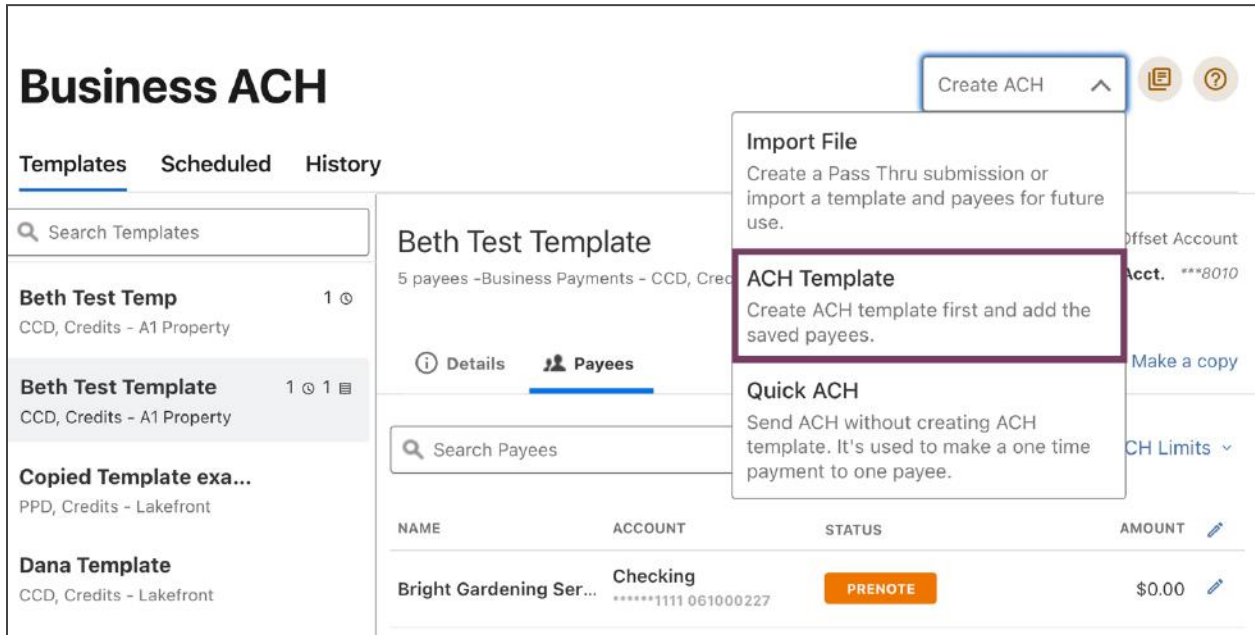 Business ACH
Create ACH
Templates Scheduled History
Import File
Create a Pass Thru submission or
import a template and payees for future
use.
ACH Template
Create ACH template first and add the
saved payees.
Quick ACH
Send ACH without creating ACH
template. It's used to make a one time
payment to one payee.
Search Templates
Beth Test Temp 1
CCD, Credits - A1 Property
Beth Test Template 1 1
CCD, Credits - A1 Property
Copied Template exa...
PPD, Credits - Lakefront
Dana Template
CCD, Credits - Lakefront
Beth Test Template
5 payees -Business Payments - CCD, Cred
Offset Account
Acct. ***8010
Details Payees
Make a copy
Search Payees
CH Limits
NAME ACCOUNT STATUS AMOUNT
Bright Gardening Ser... Checking PRENOTE $0.00
******1111 061000227